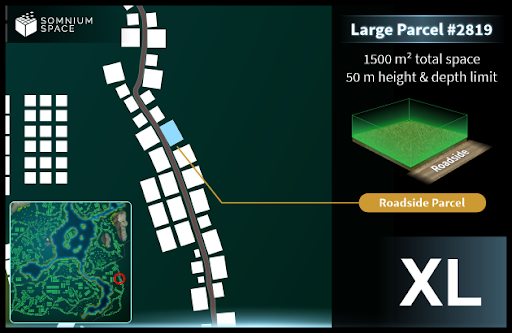 SOMNIUM
SPACE
Large Parcel #2819
1500 m² total space
50 m height & depth limit
Roadside
Roadside Parcel
XL